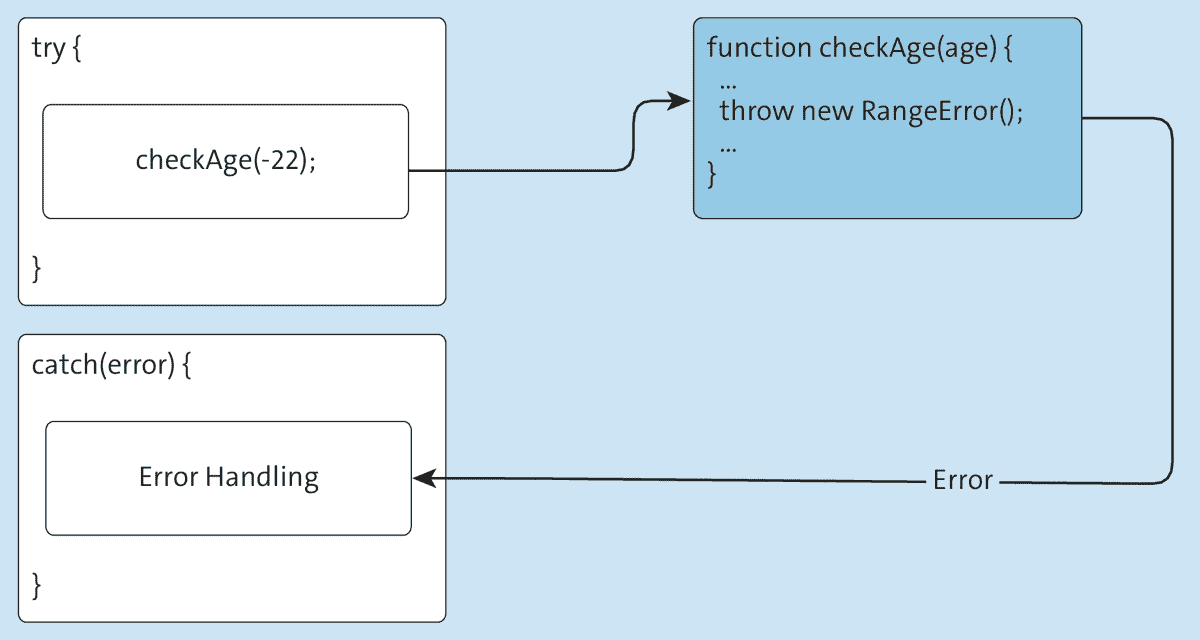 try {
checkAge(-22);
}
function checkAge(age) {
...
throw new RangeError();
...
}
catch(error) {
Error Handling
}
Error